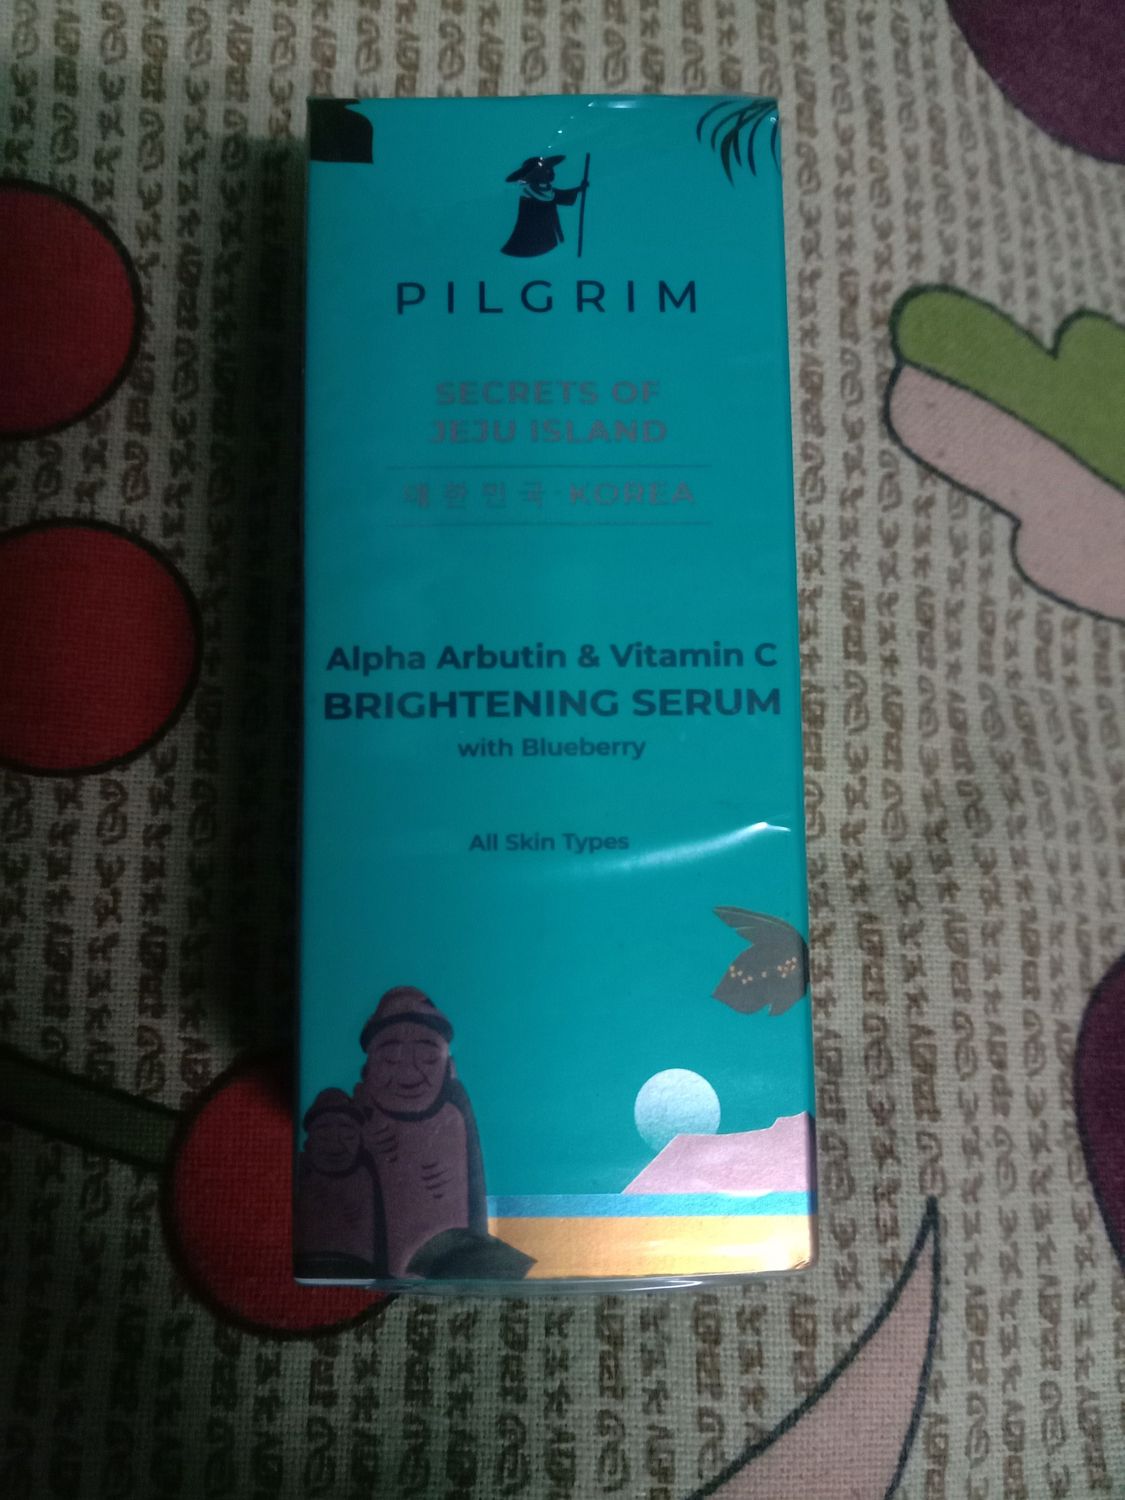 PILGRIM
SECRETS OF
JEJU ISLAND
대한민국 · KOREA
Alpha Arbutin & Vitamin C
BRIGHTENING SERUM
with Blueberry
All Skin Types